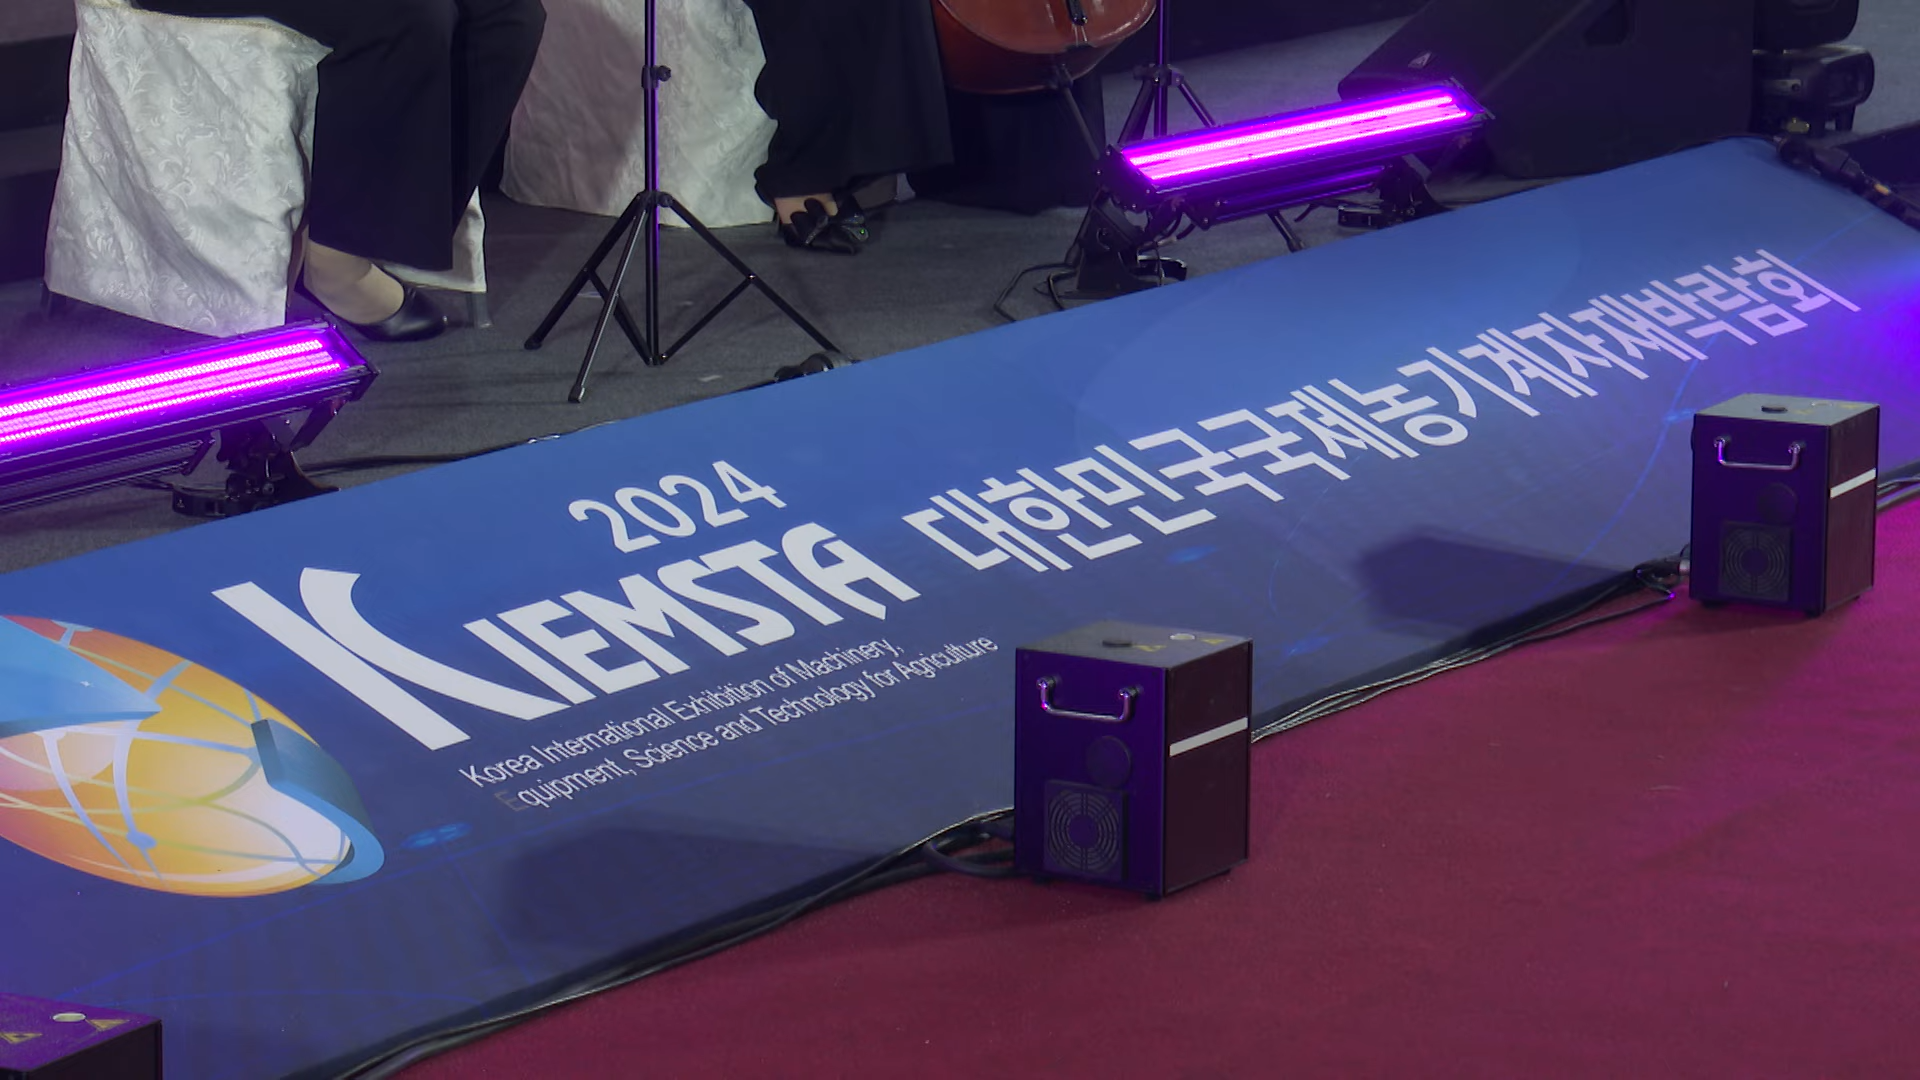 2024
KIEMSTA 대한민국국제농기계자재박람회
Korea International Exhibition of Machinery,
Equipment, Science and Technology for Agriculture